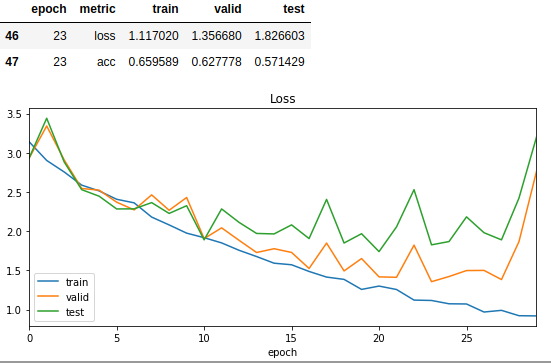 epoch metric train valid test
46 23 loss 1.117020 1.356680 1.826603
47 23 acc 0.659589 0.627778 0.571429
Loss
3.5
3.0
2.5
2.0
1.5
1.0
train
valid
test
0 5 10 15 20 25
epoch